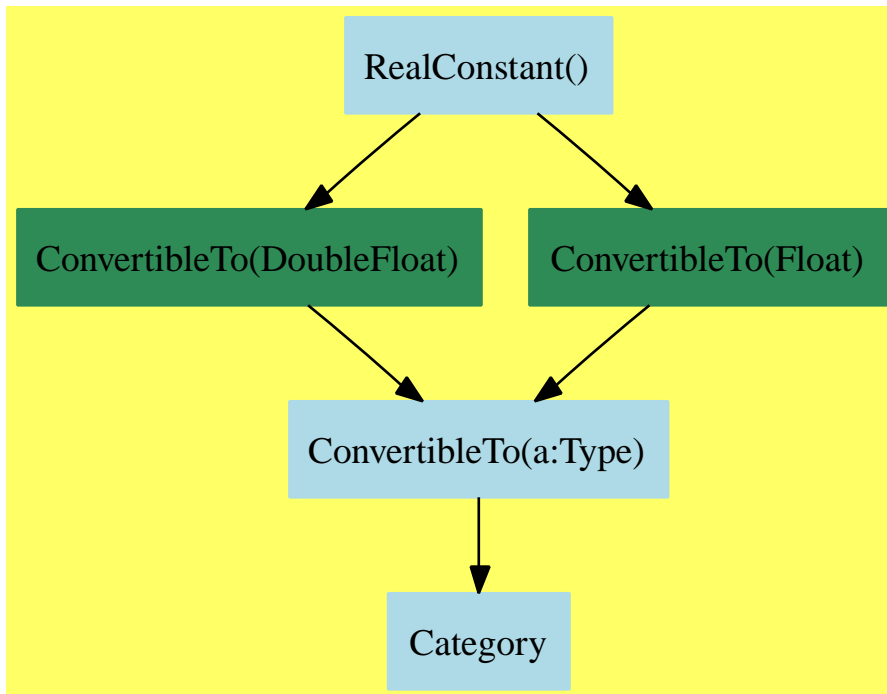 RealConstant()
ConvertibleTo(DoubleFloat)
ConvertibleTo(Float)
ConvertibleTo(a:Type)
Category